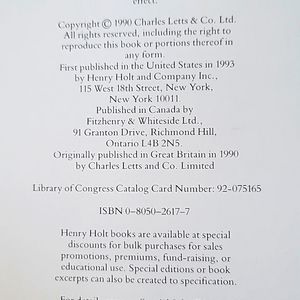 effect.
Copyright © 1990 Charles Letts & Co. Ltd.
All rights reserved, including the right to
reproduce this book or portions thereof in
any form.
First published in the United States in 1993
by Henry Holt and Company Inc.,
115 West 18th Street, New York,
New York 10011.
Published in Canada by
Fitzhenry & Whiteside Ltd.,
91 Granton Drive, Richmond Hill,
Ontario L4B 2N5.
Originally published in Great Britain in 1990
by Charles Letts and Co. Limited
Library of Congress Catalog Card Number: 92-075165
ISBN 0-8050-2617-7
Henry Holt books are available at special
discounts for bulk purchases for sales
promotions, premiums, fund-raising, or
educational use. Special editions or book
excerpts can also be created to specification.
For